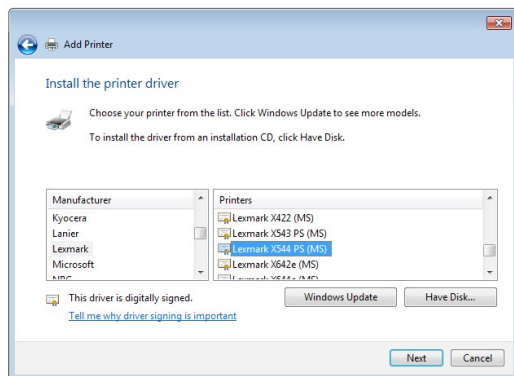 Add Printer
Install the printer driver
Choose your printer from the list. Click Windows Update to see more models.
To install the driver from an installation CD, click Have Disk.
Manufacturer
Kyocera
Lanier
Lexmark
Microsoft
Printers
Lexmark X422 (MS)
Lexmark X543 PS (MS)
Lexmark X544 PS (MS)
Lexmark X642e (MS)
This driver is digitally signed.
Tell me why driver signing is important
Windows Update
Have Disk...
Next
Cancel